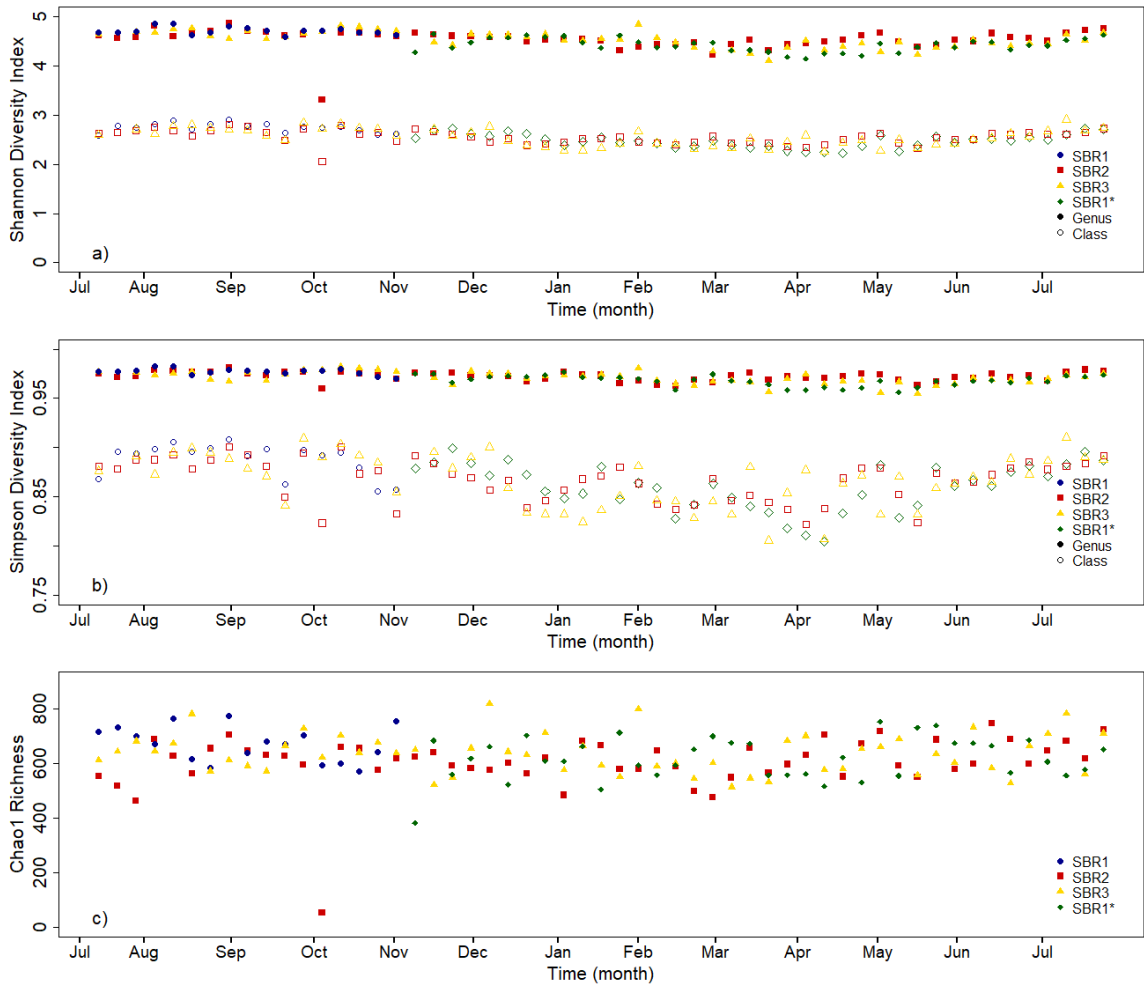 Shannon Diversity Index
5
4
3
2
1
0
a)
SBR1
SBR2
SBR3
SBR1*
Genus
Class
Jul Aug Sep Oct Nov Dec Jan Feb Mar Apr May Jun Jul
Time (month)
Simpson Diversity Index
0.95
0.85
0.75
b)
SBR1
SBR2
SBR3
SBR1*
Genus
Class
Jul Aug Sep Oct Nov Dec Jan Feb Mar Apr May Jun Jul
Time (month)
Chao1 Richness
800
600
400
200
0
c)
SBR1
SBR2
SBR3
SBR1*
Jul Aug Sep Oct Nov Dec Jan Feb Mar Apr May Jun Jul
Time (month)